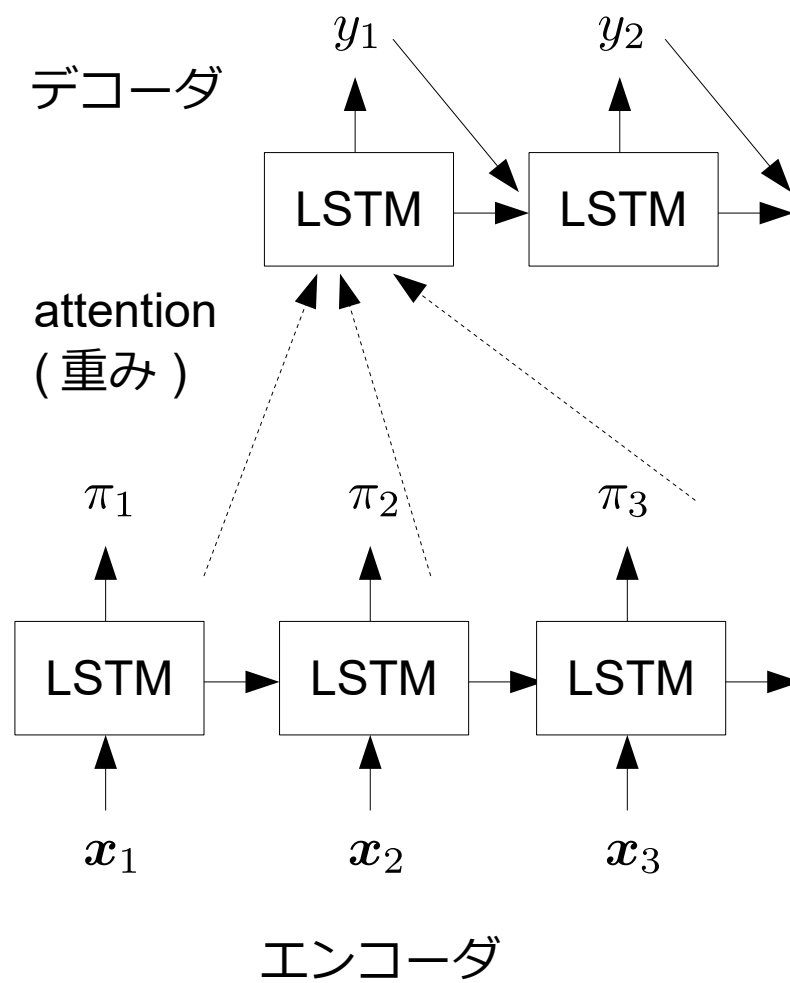 y₁ y₂
デコーダ
LSTM LSTM
attention
( 重み )
π₁ π₂ π₃
LSTM LSTM LSTM
x₁ x₂ x₃
エンコーダ